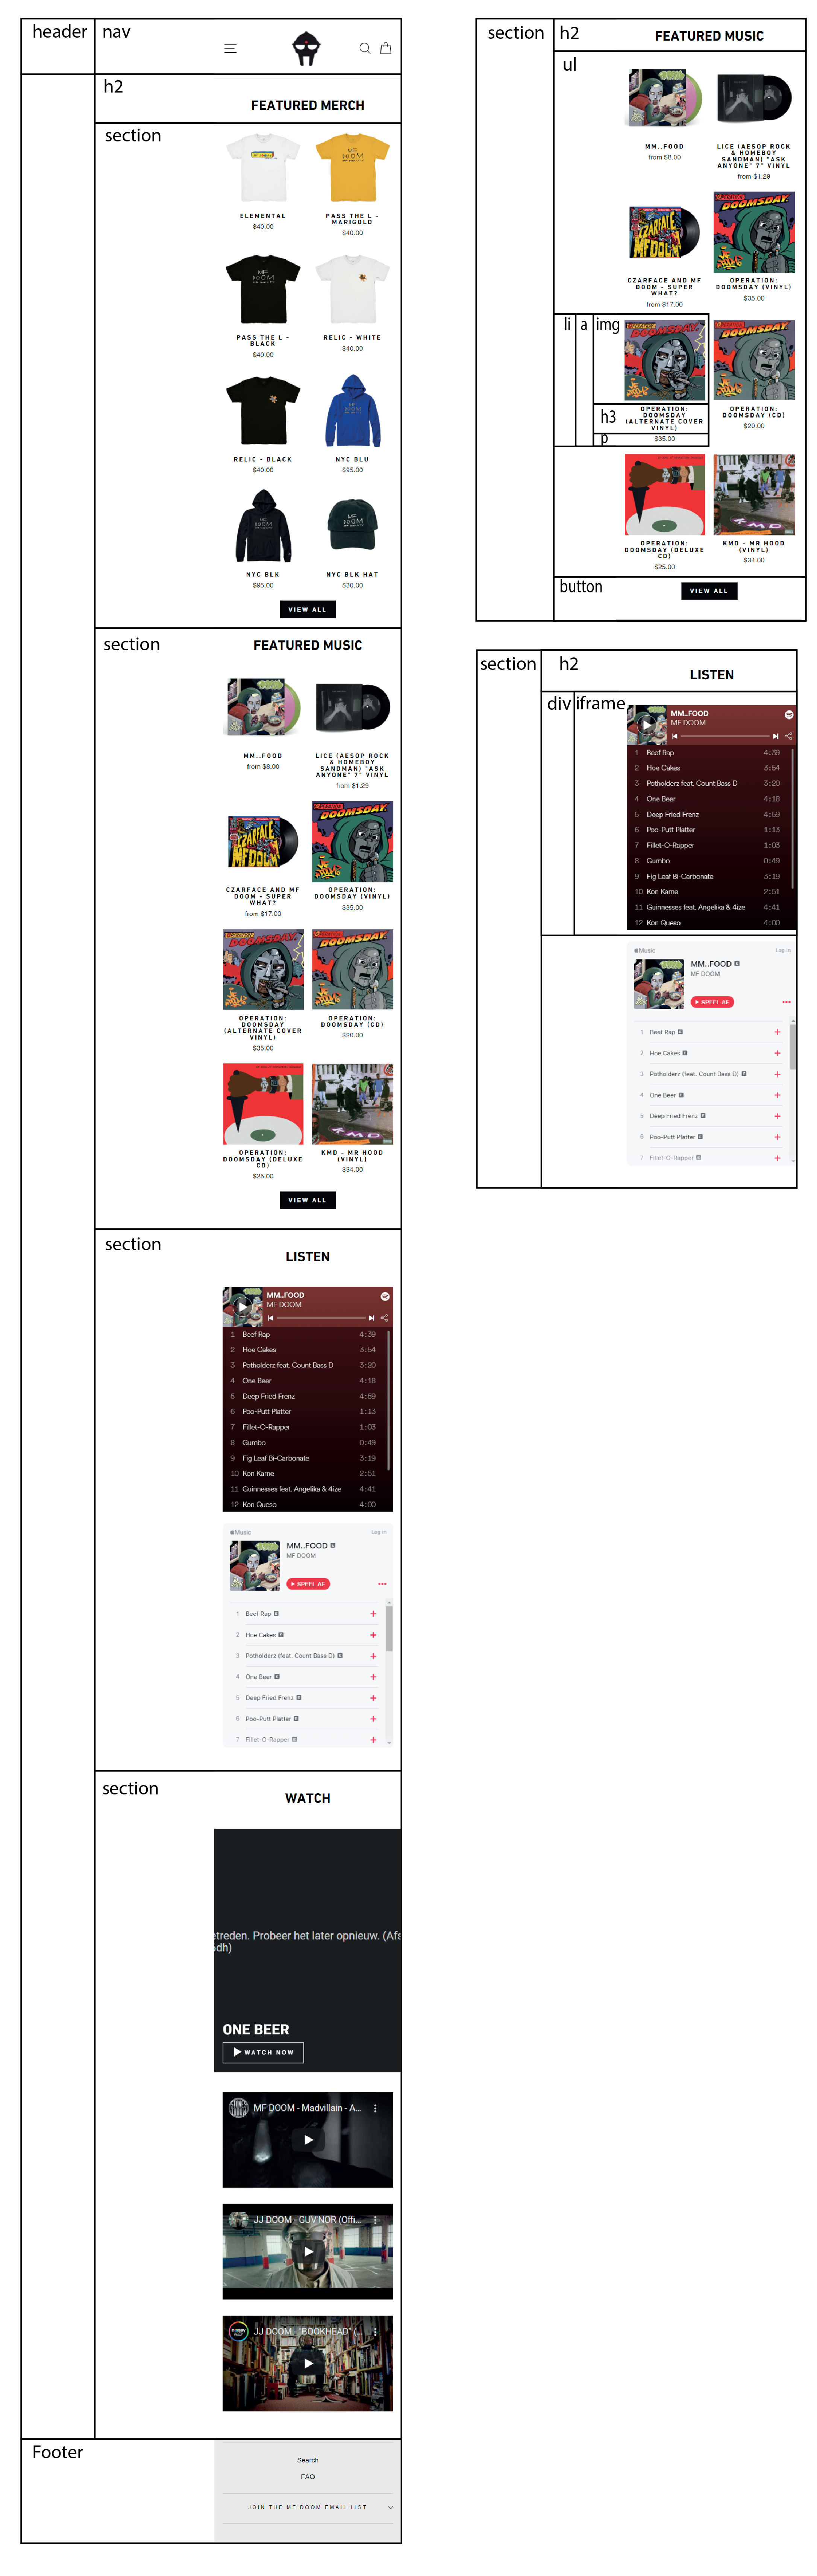 header
nav
h2
FEATURED MERCH
section
ELEMENTAL
$40.00
PASS THE L -
MARIGOLD
$40.00
MF
DOOM
PASS THE L -
BLACK
$40.00
RELIC - WHITE
$40.00
RELIC - BLACK
$40.00
NYC BLU
$95.00
NYC BLK
$95.00
NYC BLK HAT
$30.00
VIEW ALL
section
FEATURED MUSIC
MM..FOOD
from $8.00
LICE (AESOP ROCK
& HOMEBOY
SANDMAN) "ASK
ANYONE" 7" VINYL
from $1.29
CZARFACE AND MF
DOOM - SUPER
WHAT?
from $17.00
OPERATION:
DOOMSDAY (VINYL)
$35.00
OPERATION:
DOOMSDAY
(ALTERNATE COVER
VINYL)
$35.00
OPERATION:
DOOMSDAY (CD)
$20.00
OPERATION:
DOOMSDAY (DELUXE
CD)
$25.00
KMD - MR HOOD
(VINYL)
$34.00
VIEW ALL
section
LISTEN
MM..FOOD
MF DOOM
1 Beef Rap 4:39
2 Hoe Cakes 3:54
3 Potholderz feat. Count Bass D 3:20
4 One Beer 4:18
5 Deep Fried Frenz 4:59
6 Poo-Putt Platter 1:13
7 Fillet-O-Rapper 1:03
8 Gumbo 0:49
9 Fig Leaf Bi-Carbonate 3:19
10 Kon Karne 2:51
11 Guinnesses feat. Angelika & 4ize 4:41
12 Kon Queso 4:00
Music Log in
MM..FOOD E
MF DOOM
SPEEL AF
1 Beef Rap E
2 Hoe Cakes E
3 Potholderz (feat. Count Bass D) E
4 One Beer E
5 Deep Fried Frenz E
6 Poo-Putt Platter E
7 Fillet-O-Rapper E
section
WATCH
etreden. Probeer het later opnieuw. (Afs
6dh)
ONE BEER
WATCH NOW
MF DOOM - Madvillain - A...
JJ DOOM - GUV'NOR (Offi...
JJ DOOM - "BOOKHEAD" (...
Footer
Search
FAQ
JOIN THE MF DOOM EMAIL LIST
section
h2
FEATURED MUSIC
ul
MM..FOOD
from $8.00
LICE (AESOP ROCK
& HOMEBOY
SANDMAN) "ASK
ANYONE" 7" VINYL
from $1.29
CZARFACE AND MF
DOOM - SUPER
WHAT?
from $17.00
OPERATION:
DOOMSDAY (VINYL)
$35.00
li
a
img
h3
OPERATION:
DOOMSDAY
(ALTERNATE COVER
VINYL)
p
$35.00
OPERATION:
DOOMSDAY (CD)
$20.00
OPERATION:
DOOMSDAY (DELUXE
CD)
$25.00
KMD - MR HOOD
(VINYL)
$34.00
button
VIEW ALL
section
h2
LISTEN
div
iframe
MM..FOOD
MF DOOM
1 Beef Rap 4:39
2 Hoe Cakes 3:54
3 Potholderz feat. Count Bass D 3:20
4 One Beer 4:18
5 Deep Fried Frenz 4:59
6 Poo-Putt Platter 1:13
7 Fillet-O-Rapper 1:03
8 Gumbo 0:49
9 Fig Leaf Bi-Carbonate 3:19
10 Kon Karne 2:51
11 Guinnesses feat. Angelika & 4ize 4:41
12 Kon Queso 4:00
Music Log in
MM..FOOD E
MF DOOM
SPEEL AF
1 Beef Rap E
2 Hoe Cakes E
3 Potholderz (feat. Count Bass D) E
4 One Beer E
5 Deep Fried Frenz E
6 Poo-Putt Platter E
7 Fillet-O-Rapper E